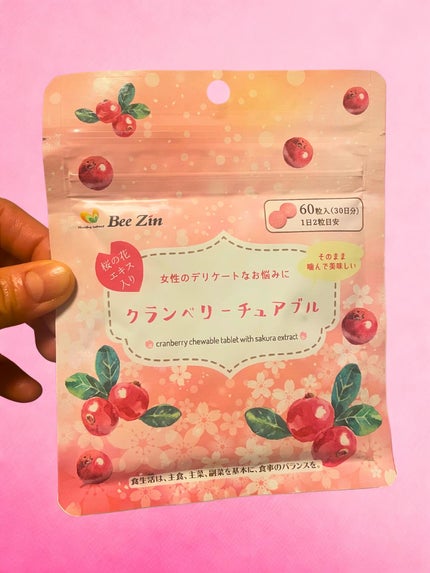 Healthy With U
Bee Zin
60粒入(30日分)
1日2粒目安
桜の花
エキス
入り
そのまま
噛んで美味しい
女性のデリケートなお悩みに
クランベリーチュアブル
cranberry chewable tablet with sakura extract
食生活は、主食、主菜、副菜を基本に、食事のバランスを。